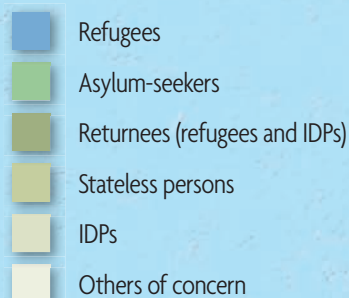 Refugees
Asylum-seekers
Returnees (refugees and IDPs)
Stateless persons
IDPs
Others of concern